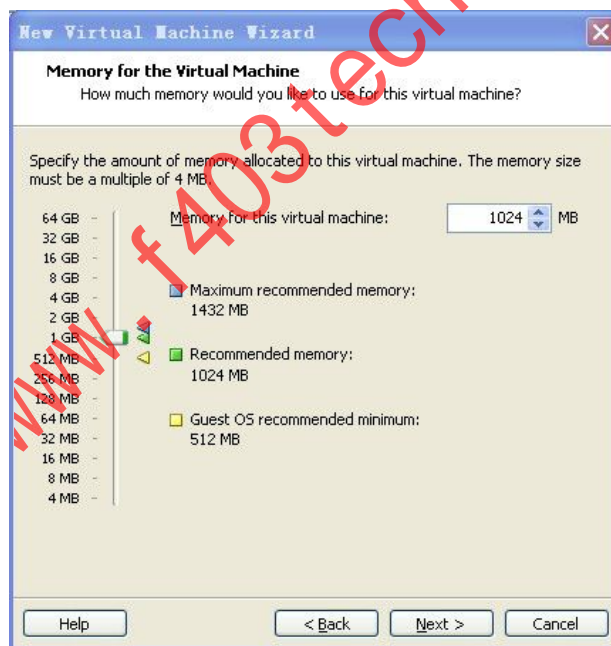 New Virtual Machine Wizard
Memory for the Virtual Machine
How much memory would you like to use for this virtual machine?
Specify the amount of memory allocated to this virtual machine. The memory size
must be a multiple of 4 MB.
Memory for this virtual machine: 1024 MB
64 GB
32 GB
16 GB
8 GB
4 GB
2 GB
1 GB
512 MB
256 MB
128 MB
64 MB
32 MB
16 MB
8 MB
4 MB
Maximum recommended memory:
1432 MB
Recommended memory:
1024 MB
Guest OS recommended minimum:
512 MB
Help
< Back
Next >
Cancel
www.f403tech